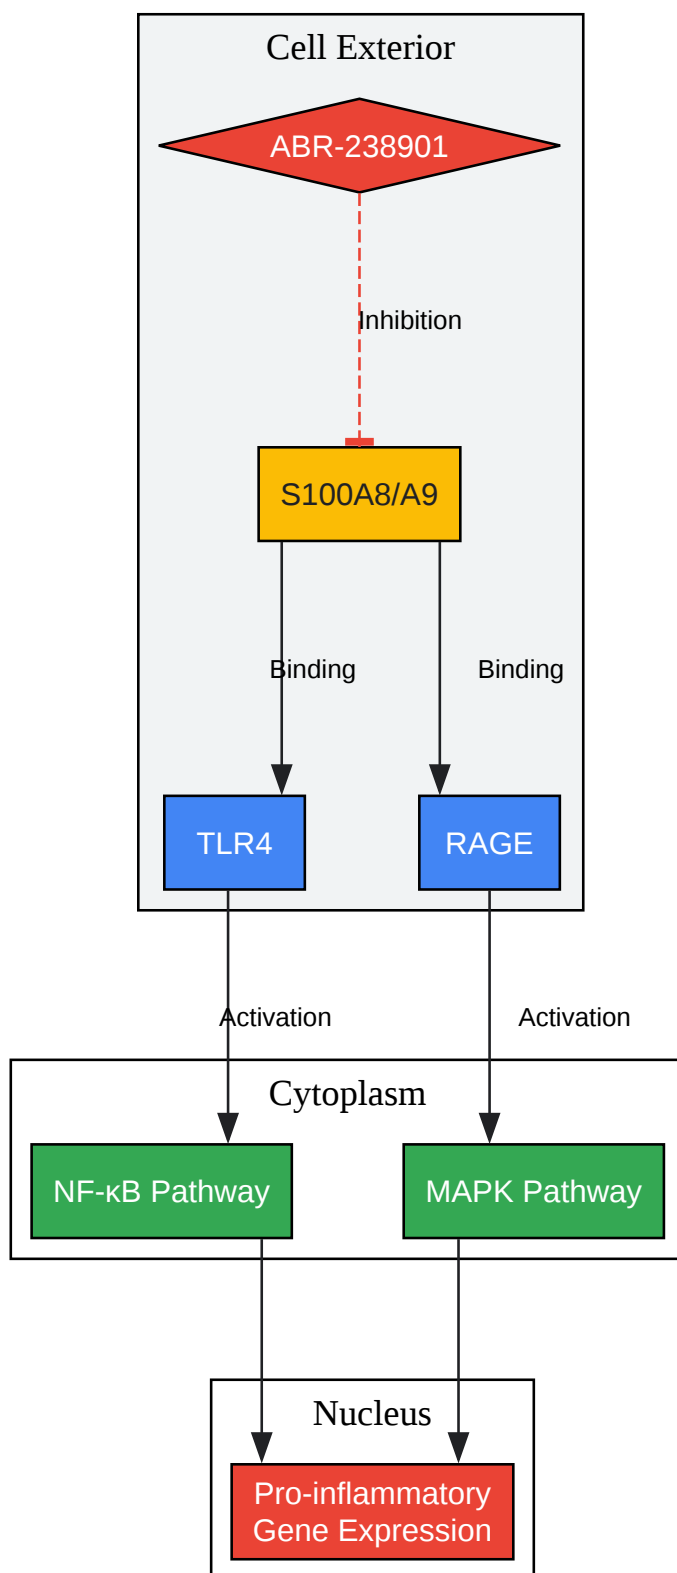 Cell Exterior
ABR-238901
Inhibition
S100A8/A9
Binding
Binding
TLR4
RAGE
Activation
Activation
Cytoplasm
NF-κB Pathway
MAPK Pathway
Nucleus
Pro-inflammatory
Gene Expression